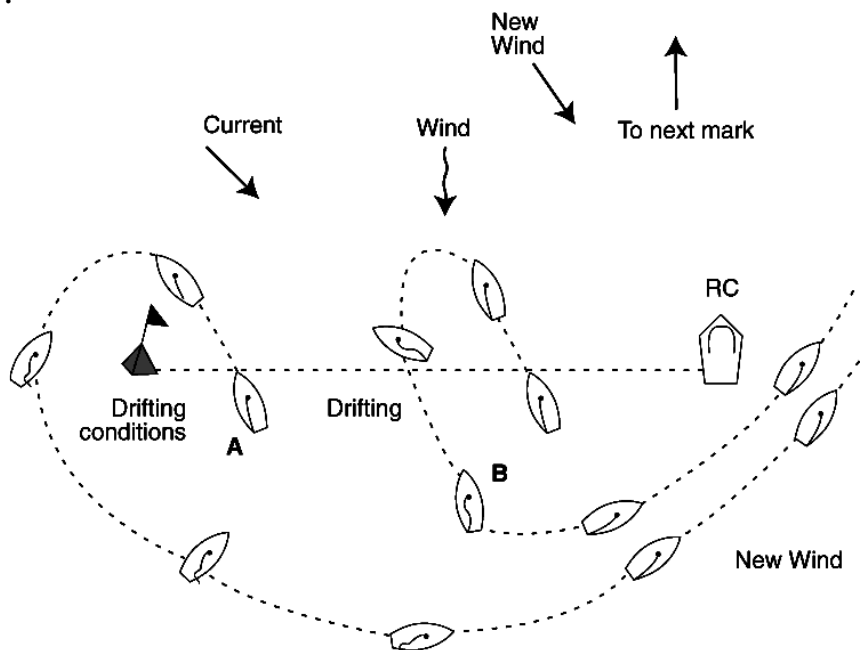 New
Wind
Current
Wind
To next mark
RC
Drifting
conditions
Drifting
A
B
New Wind